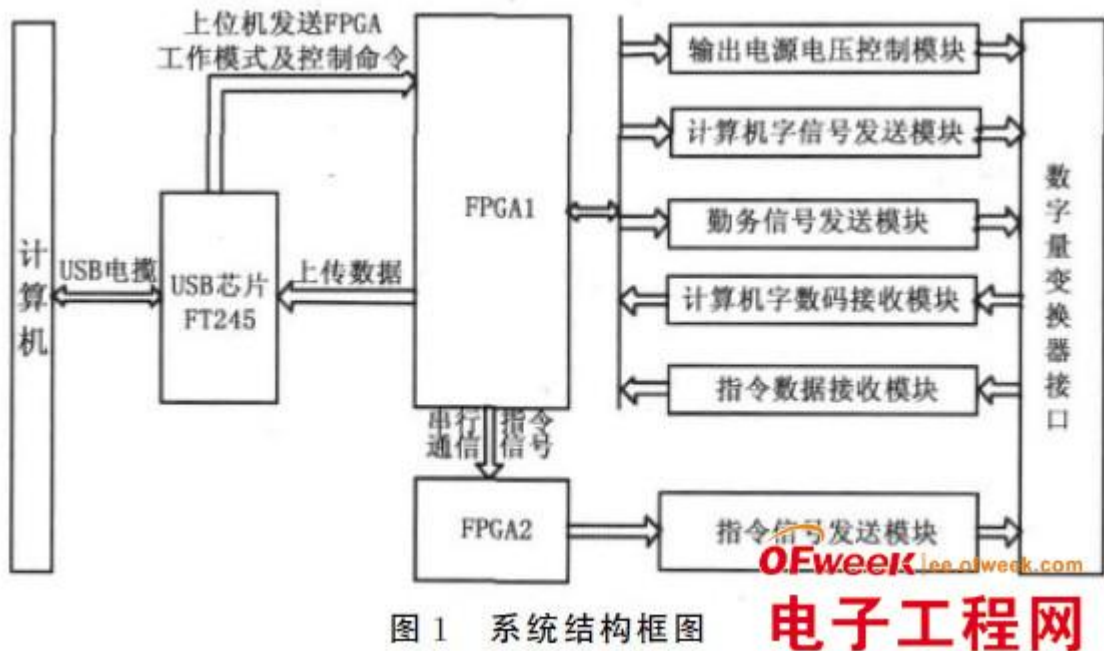 上位机发送FPGA
工作模式及控制命令
计算机
USB电揽
USB芯片
FT245
上传数据
FPGA1
串行 指令
通信 信号
FPGA2
输出电源电压控制模块
计算机字信号发送模块
勤务信号发送模块
计算机字数码接收模块
指令数据接收模块
指令信号发送模块
数字量变换器接口
OFweek ee.ofweek.com
电子工程网
图 1 系统结构框图